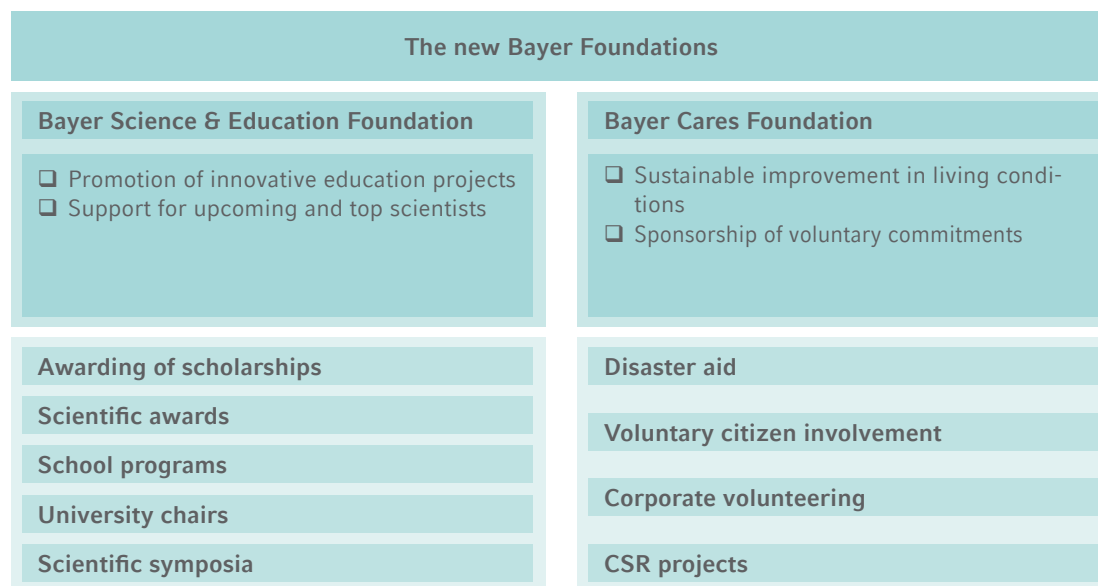 The new Bayer Foundations
Bayer Science & Education Foundation
❑ Promotion of innovative education projects
❑ Support for upcoming and top scientists
Awarding of scholarships
Scientific awards
School programs
University chairs
Scientific symposia
Bayer Cares Foundation
❑ Sustainable improvement in living condi-
tions
❑ Sponsorship of voluntary commitments
Disaster aid
Voluntary citizen involvement
Corporate volunteering
CSR projects